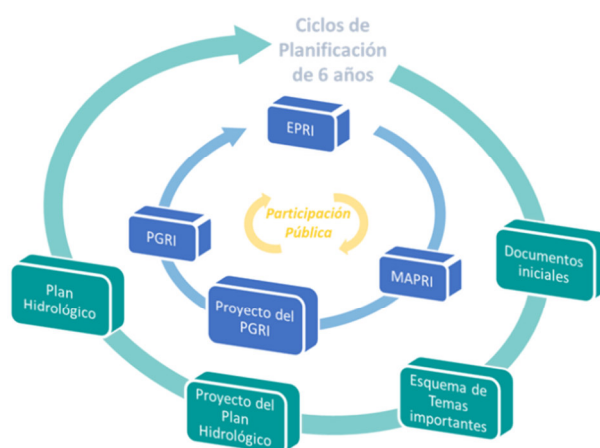 Ciclos de
Planificación
de 6 años
EPRI
Participación
Pública
PGRI
MAPRI
Documentos
iniciales
Plan
Hidrológico
Proyecto del
PGRI
Esquema de
Temas
importantes
Proyecto del
Plan
Hidrológico